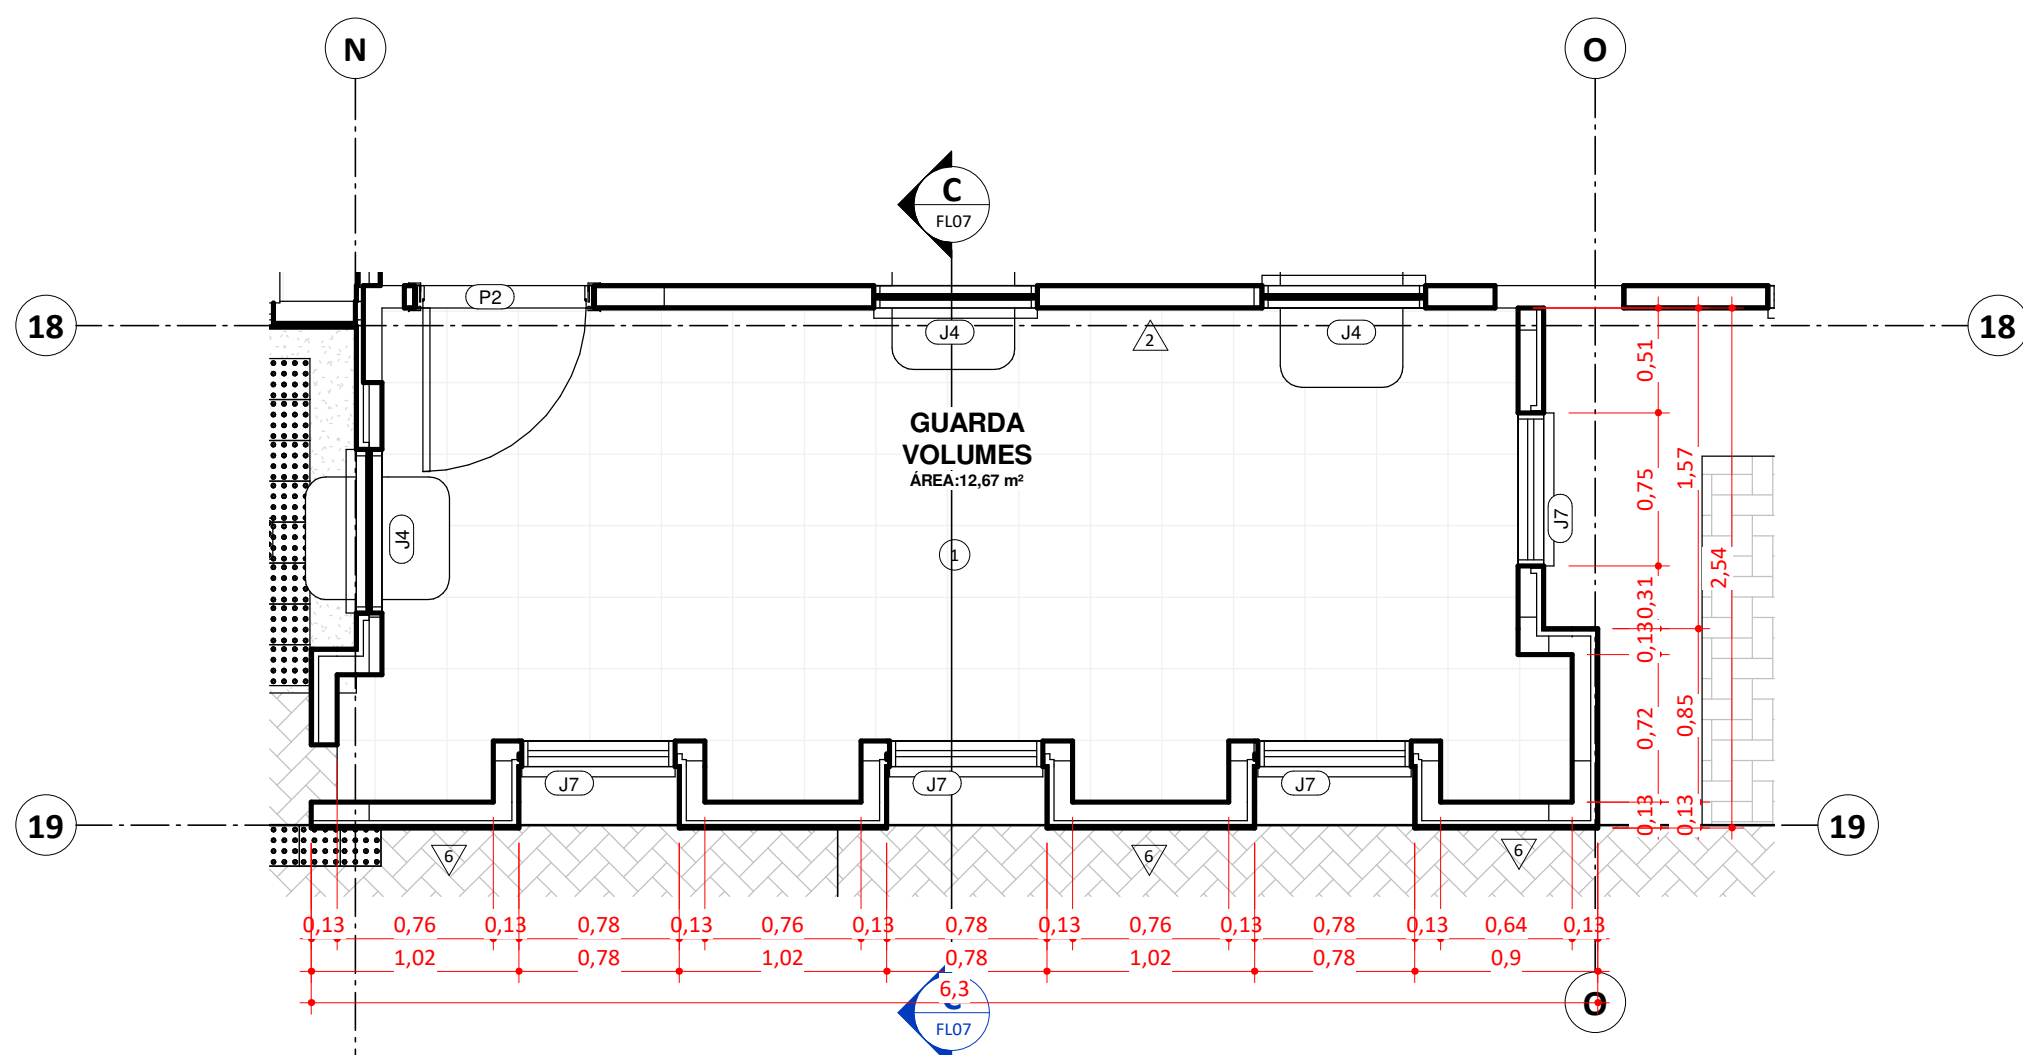 N
O
C
FL07
18
P2
J4
J4
2
18
GUARDA
VOLUMES
ÁREA:12,67 m²
J4
1
J7
0,51
0,75
0,31
0,13
0,72
0,13
1,57
0,85
0,13
2,54
J7
J7
J7
19
19
6
6
6
0,13
0,76
0,13
0,78
0,13
0,76
0,13
0,78
0,13
0,76
0,13
0,78
0,13
0,64
0,13
1,02
0,78
1,02
0,78
1,02
0,78
0,9
6,3
C
FL07
O